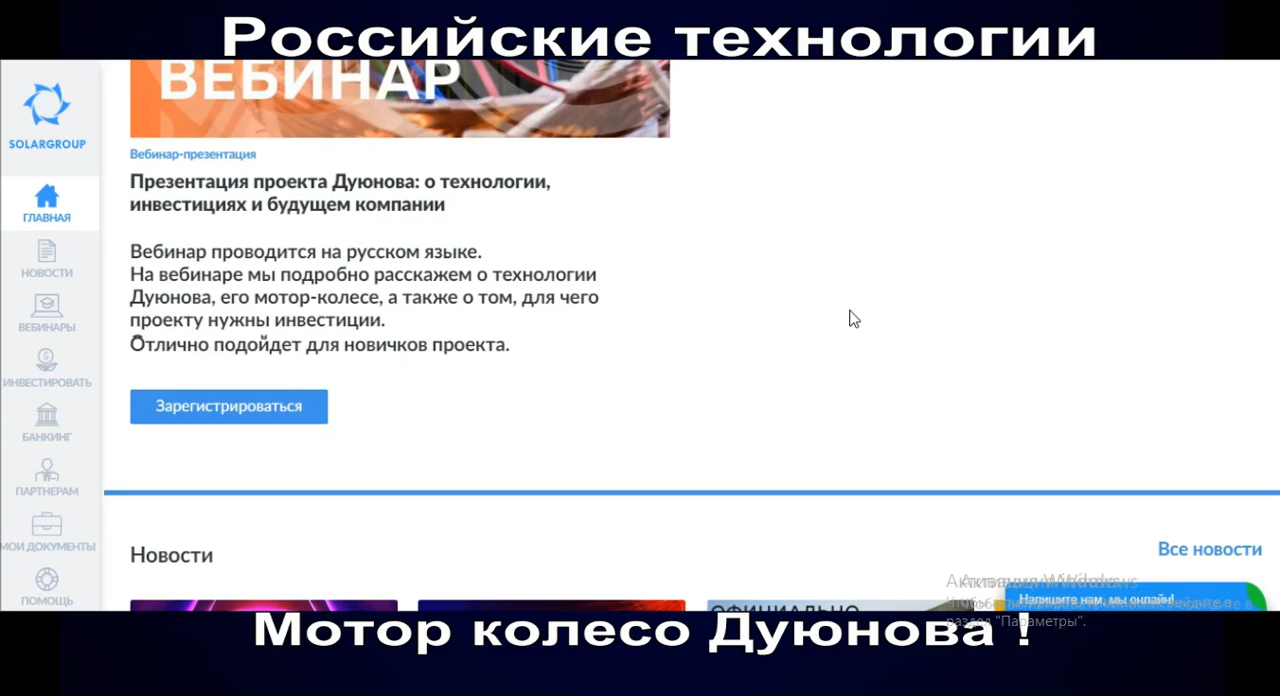 Российские технологии
ВЕБИНАР
SOLARGROUP
Вебинар-презентация
Презентация проекта Дуюнова: о технологии,
инвестициях и будущем компании
ГЛАВНАЯ
Вебинар проводится на русском языке.
НОВОСТИ
На вебинаре мы подробно расскажем о технологии
Дуюнова, его мотор-колесе, а также о том, для чего
проекту нужны инвестиции.
ВЕБИНАРЫ
Отлично подойдет для новичков проекта.
ИНВЕСТИРОВАТЬ
Зарегистрироваться
БАНКИНГ
ПАРТНЕРАМ
МОИ ДОКУМЕНТЫ
Новости
Все новости
ПОМОЩЬ
Напишите нам, мы онлайн!
ОФИЦИАЛЬНО
раздел "Параметры".
Мотор колесо Дуюнова !